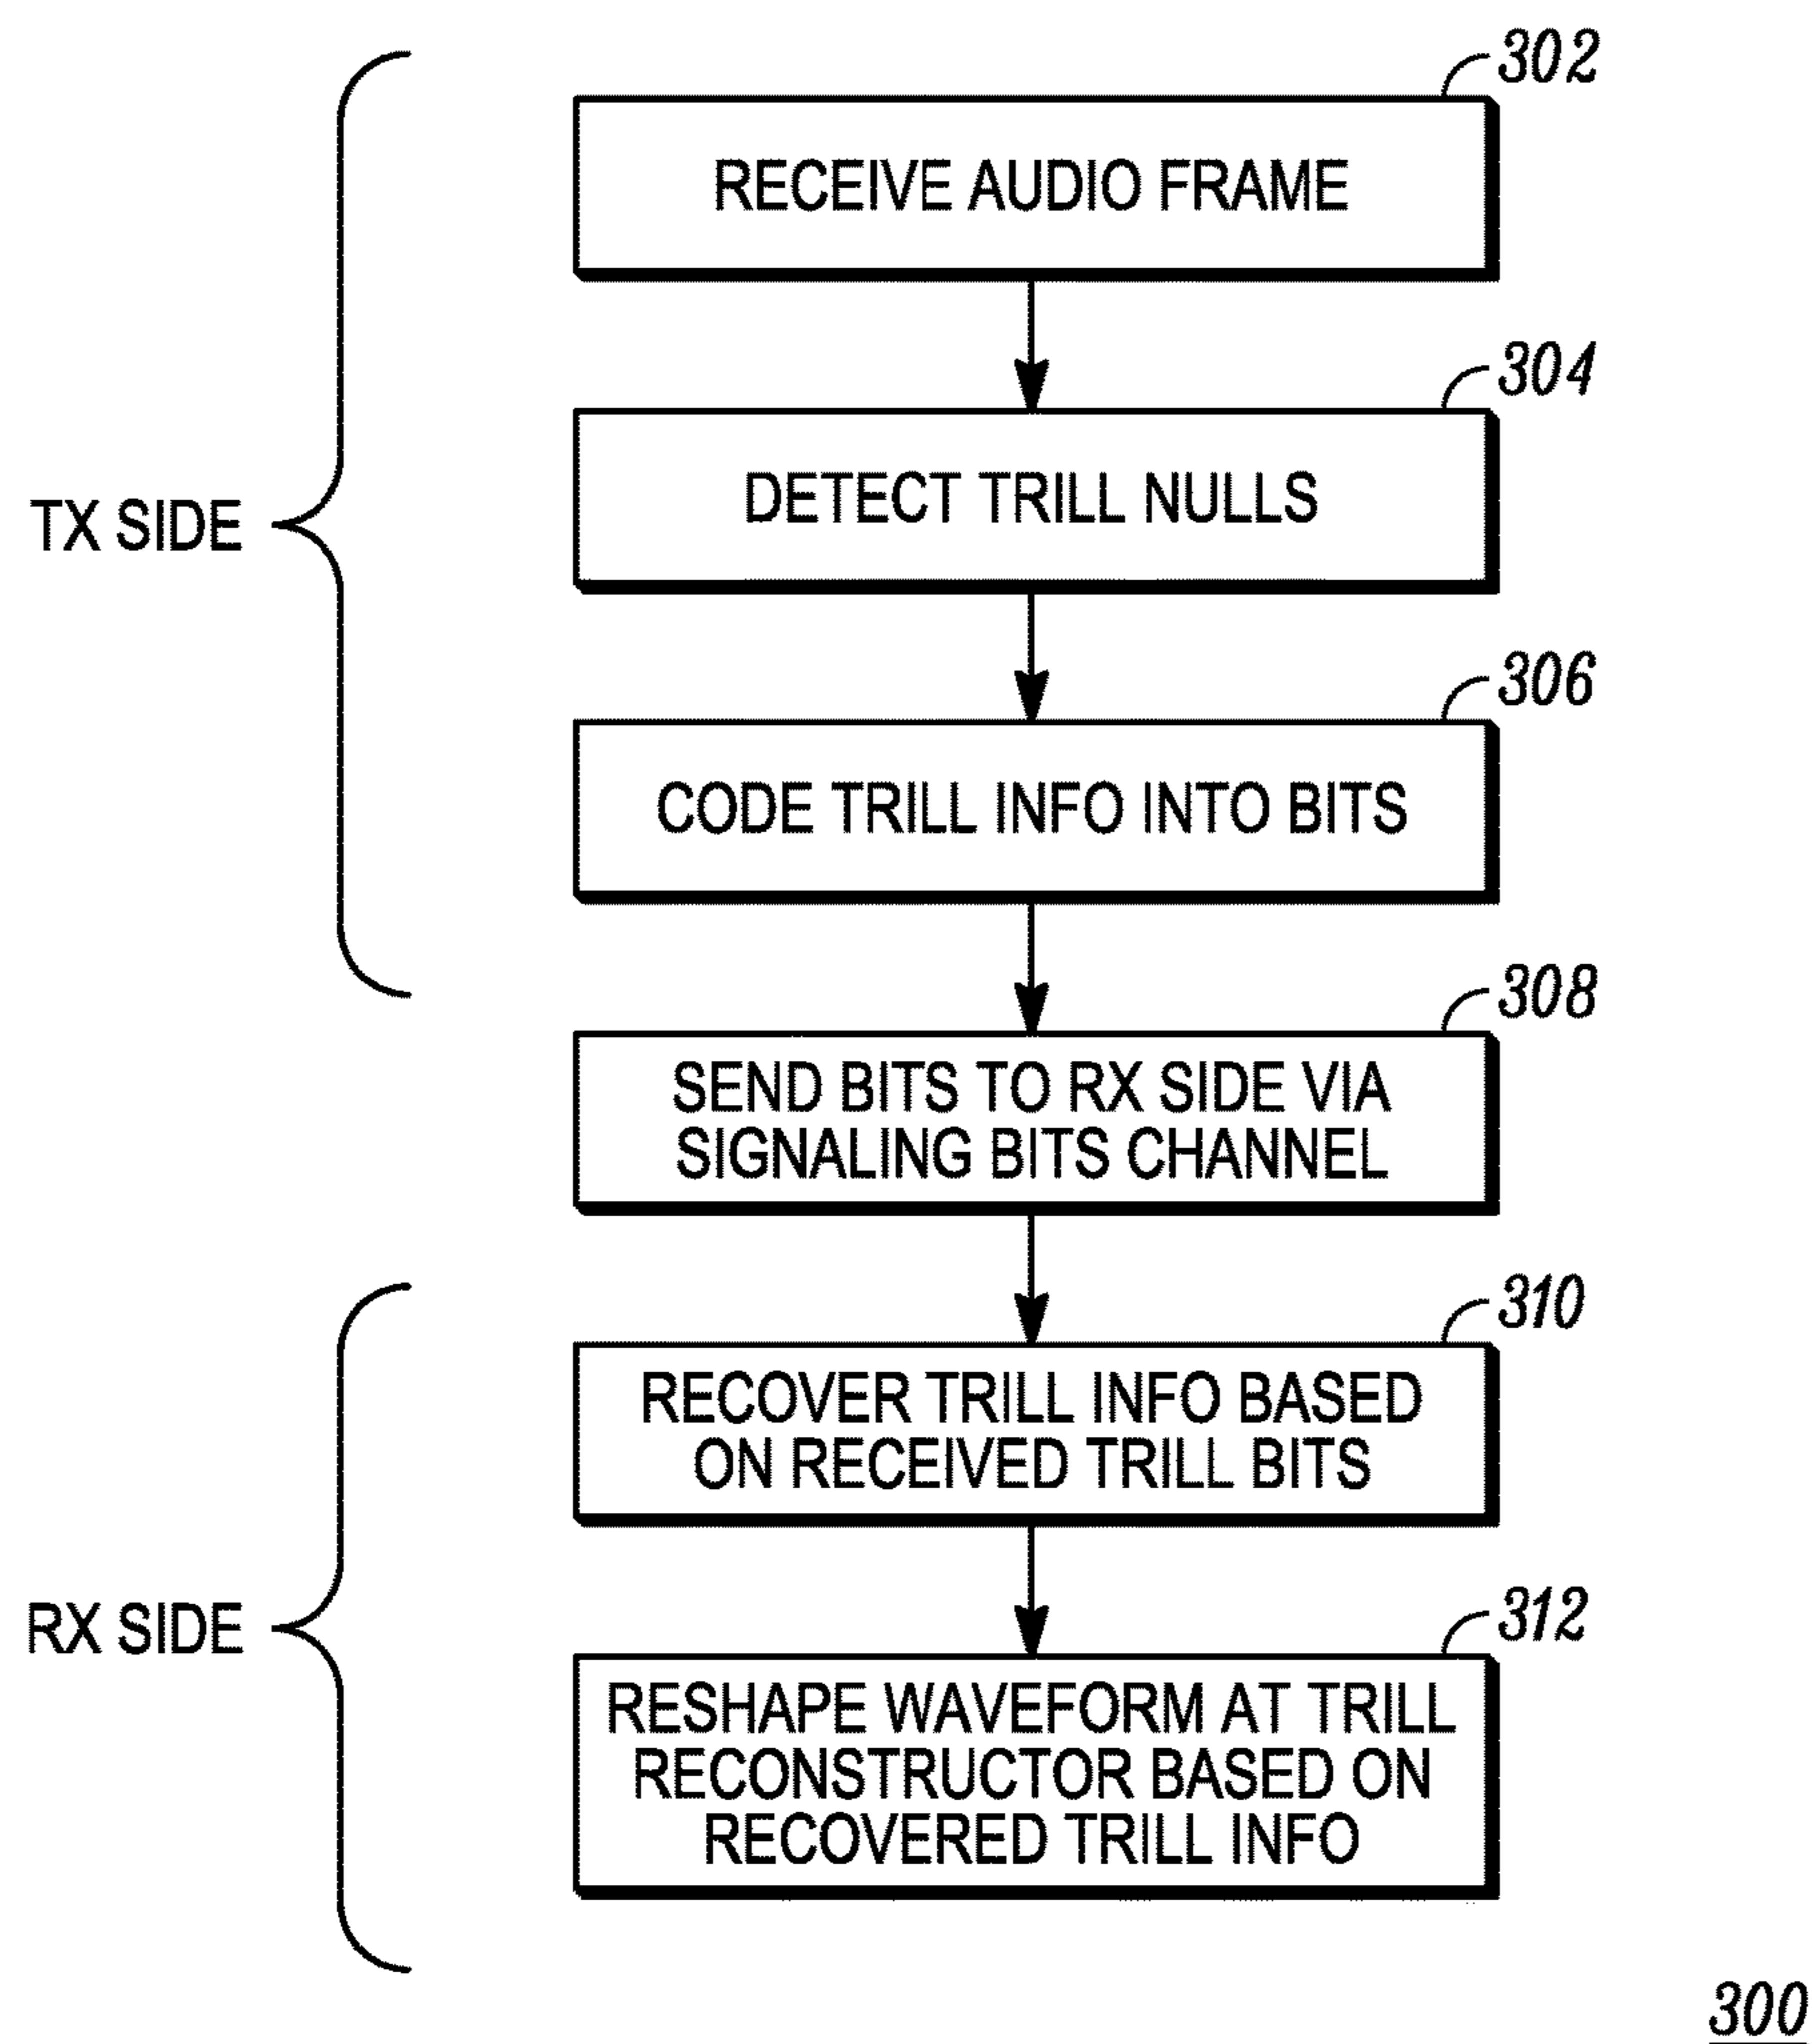 302
RECEIVE AUDIO FRAME
304
DETECT TRILL NULLS
TX SIDE
306
CODE TRILL INFO INTO BITS
308
SEND BITS TO RX SIDE VIA
SIGNALING BITS CHANNEL
310
RECOVER TRILL INFO BASED
ON RECEIVED TRILL BITS
RX SIDE
312
RESHAPE WAVEFORM AT TRILL
RECONSTRUCTOR BASED ON
RECOVERED TRILL INFO
300